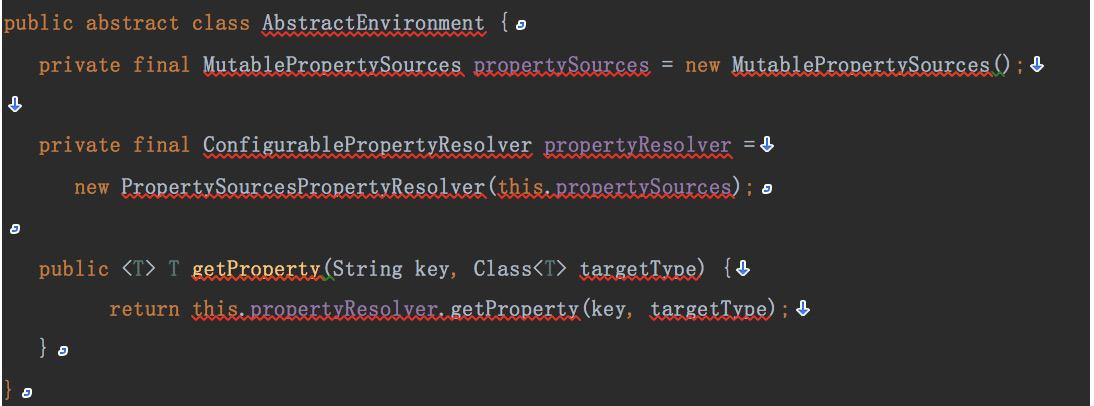 public abstract class AbstractEnvironment {
private final MutablePropertySources propertySources = new MutablePropertySources();
private final ConfigurablePropertyResolver propertyResolver =
new PropertySourcesPropertyResolver(this.propertySources);
public <T> T getProperty(String key, Class<T> targetType) {
return this.propertyResolver.getProperty(key, targetType);
}
}